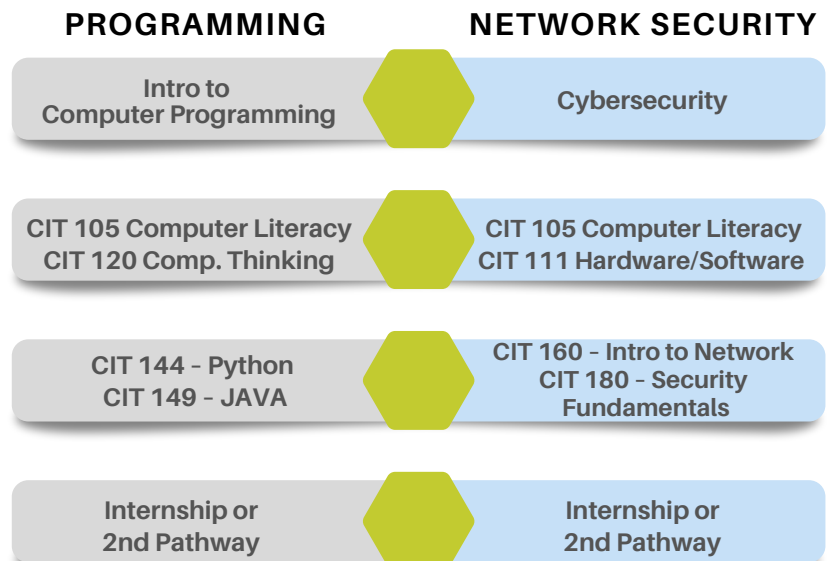 PROGRAMMING
NETWORK SECURITY
Intro to
Computer Programming
Cybersecurity
CIT 105 Computer Literacy
CIT 120 Comp. Thinking
CIT 105 Computer Literacy
CIT 111 Hardware/Software
CIT 144 – Python
CIT 149 – JAVA
CIT 160 – Intro to Network
CIT 180 – Security
Fundamentals
Internship or
2nd Pathway
Internship or
2nd Pathway